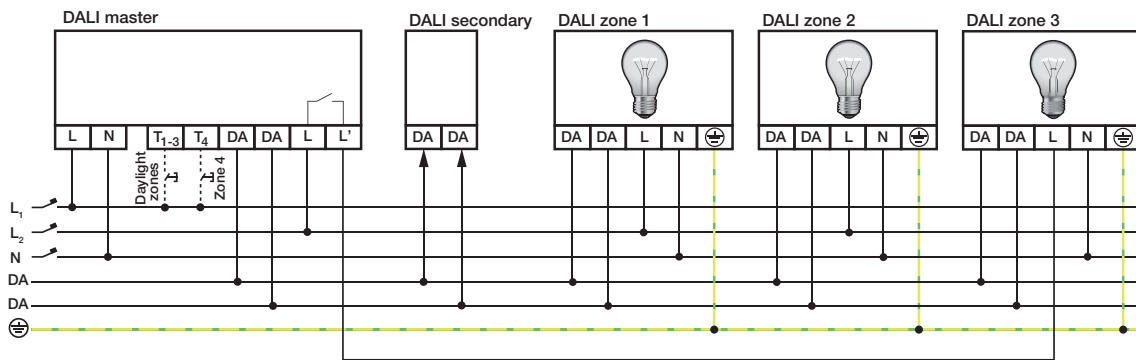 DALI master DALI secondary DALI zone 1 DALI zone 2 DALI zone 3
L N T1-3 T4 DA DA L L' DA DA DA DA L N DA DA L N DA DA L N
Daylight
zones
Zone 4
L1
L2
N
DA
DA